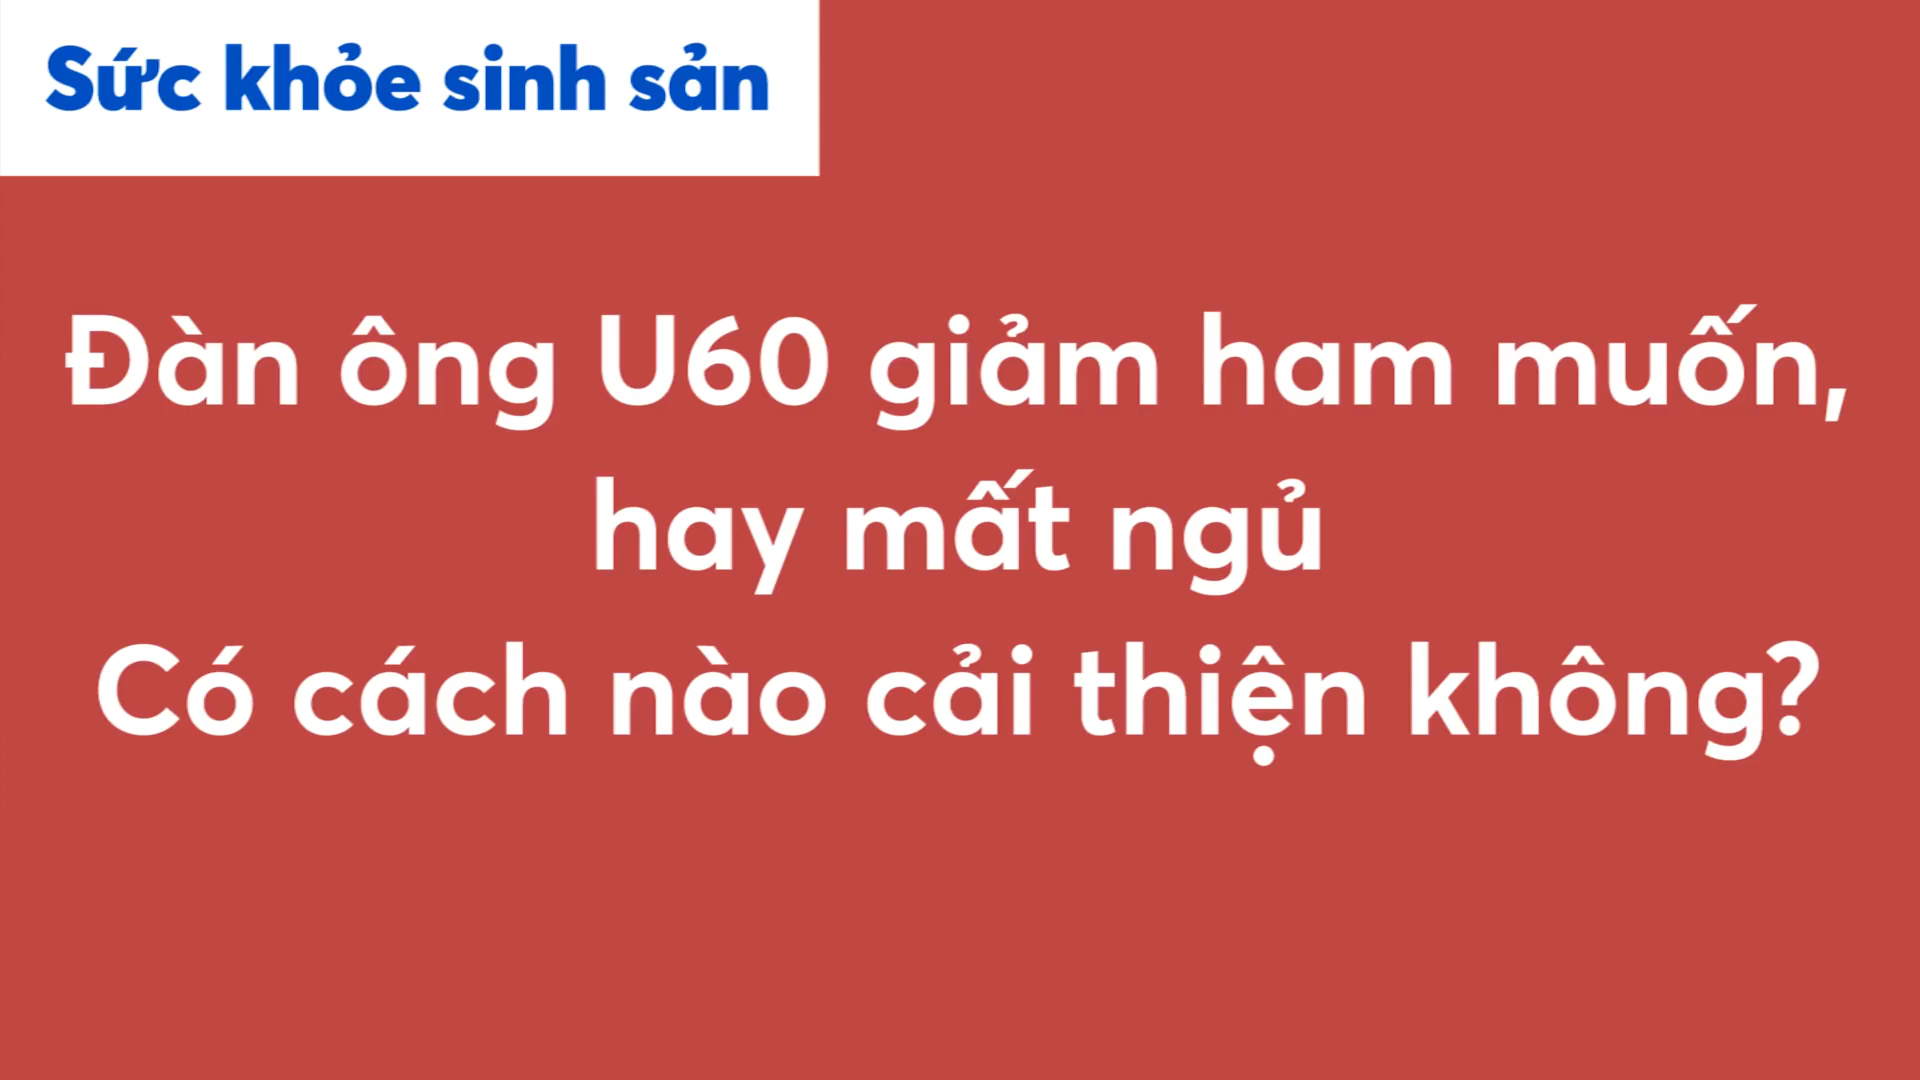 Sức khỏe sinh sản
Đàn ông U60 giảm ham muốn,
hay mất ngủ
Có cách nào cải thiện không?